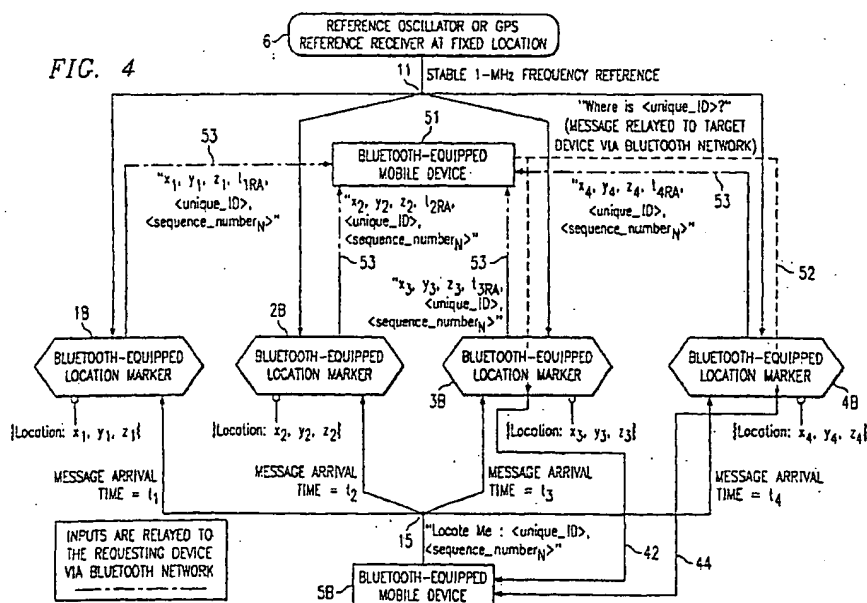 FIG. 4
6
REFERENCE OSCILLATOR OR GPS
REFERENCE RECEIVER AT FIXED LOCATION
11
STABLE 1-MHz FREQUENCY REFERENCE
"Where is <unique_ID>?"
(MESSAGE RELAYED TO TARGET
DEVICE VIA BLUETOOTH NETWORK)
51
BLUETOOTH-EQUIPPED
MOBILE DEVICE
53
"x1, y1, z1, t1RA,
<unique_ID>,
<sequence_numberN>"
"x2, y2, z2, t2RA,
<unique_ID>,
<sequence_numberN>"
53
"x3, y3, z3, t3RA,
<unique_ID>,
<sequence_numberN>"
53
"x4, y4, z4, t4RA,
<unique_ID>,
<sequence_numberN>"
53
52
1B
BLUETOOTH-EQUIPPED
LOCATION MARKER
2B
BLUETOOTH-EQUIPPED
LOCATION MARKER
3B
BLUETOOTH-EQUIPPED
LOCATION MARKER
4B
BLUETOOTH-EQUIPPED
LOCATION MARKER
{Location: x1, y1, z1}
{Location: x2, y2, z2}
{Location: x3, y3, z3}
{Location: x4, y4, z4}
MESSAGE ARRIVAL
TIME = t1
MESSAGE ARRIVAL
TIME = t2
MESSAGE ARRIVAL
TIME = t3
MESSAGE ARRIVAL
TIME = t4
15
"Locate Me : <unique_ID>,
<sequence_numberN>"
42
44
INPUTS ARE RELAYED TO
THE REQUESTING DEVICE
VIA BLUETOOTH NETWORK
5B
BLUETOOTH-EQUIPPED
MOBILE DEVICE